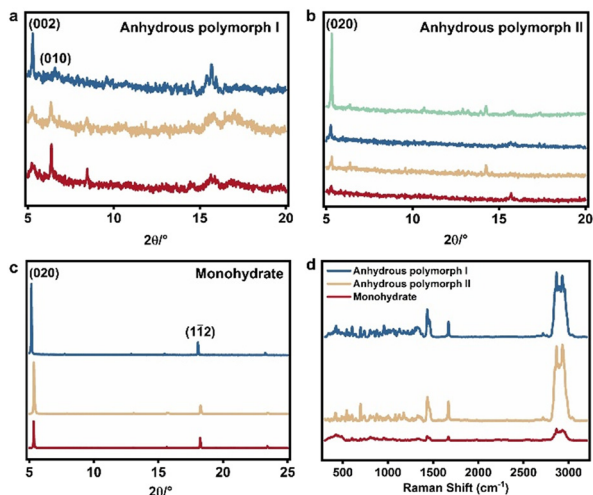 a
Anhydrous polymorph I
(002)
(010)
5 10 15 20
2θ/°
b
Anhydrous polymorph II
(020)
5 10 15 20
2θ/°
c
Monohydrate
(020)
(11̄2)
5 10 15 20 25
2θ/°
d
Anhydrous polymorph I
Anhydrous polymorph II
Monohydrate
500 1000 1500 2000 2500 3000
Raman Shift (cm⁻¹)